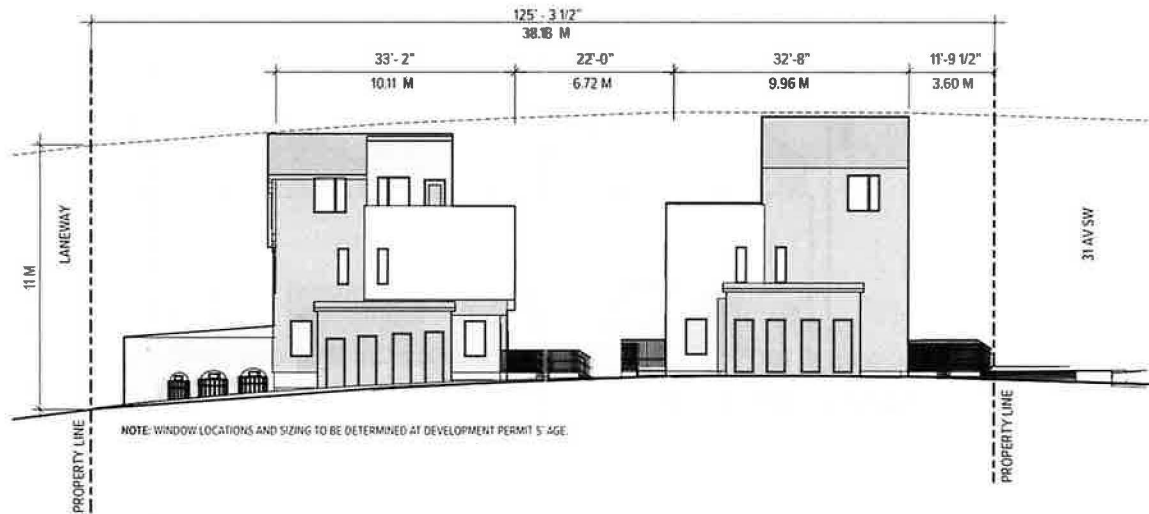 125' - 3 1/2"
38.18 M
33'- 2"
22'-0"
32'-8"
11'-9 1/2"
10.11 M
6.72 M
9.96 M
3.60 M
LANEWAY
31 AV SW
11 M
NOTE: WINDOW LOCATIONS AND SIZING TO BE DETERMINED AT DEVELOPMENT PERMIT S AGE.
PROPERTY LINE
PROPERTY LINE